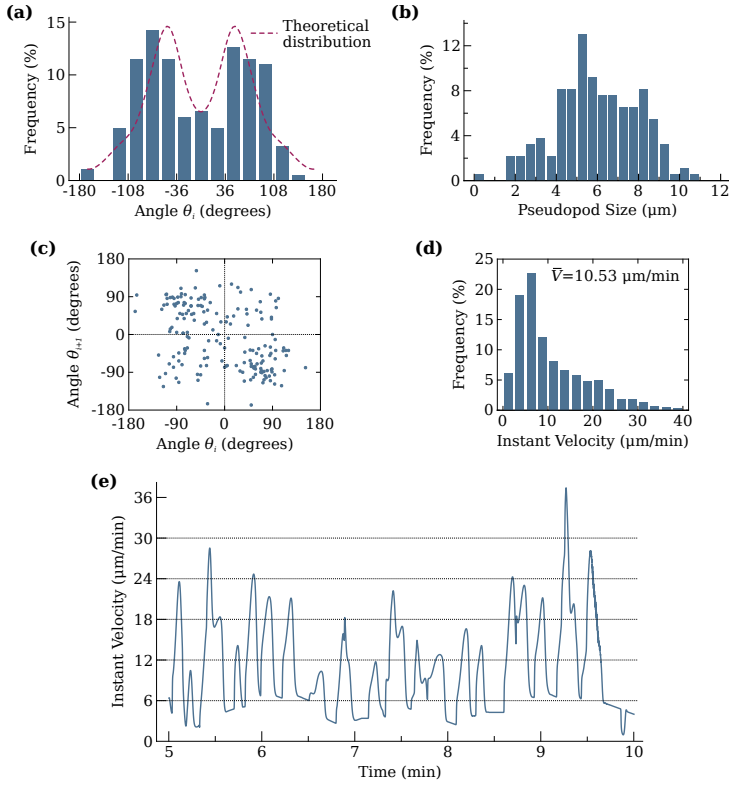 (a)
Frequency (%)
15
10
5
0
Theoretical
distribution
-180 -108 -36 36 108 180
Angle θi (degrees)
(b)
Frequency (%)
12
8
4
0
0 2 4 6 8 10 12
Pseudopod Size (μm)
(c)
Angle θi+1 (degrees)
180
90
0
-90
-180
-180 -90 0 90 180
Angle θi (degrees)
(d)
Frequency (%)
25
20
15
10
5
0
V̄=10.53 μm/min
0 10 20 30 40
Instant Velocity (μm/min)
(e)
Instant Velocity (μm/min)
36
30
24
18
12
6
0
5 6 7 8 9 10
Time (min)